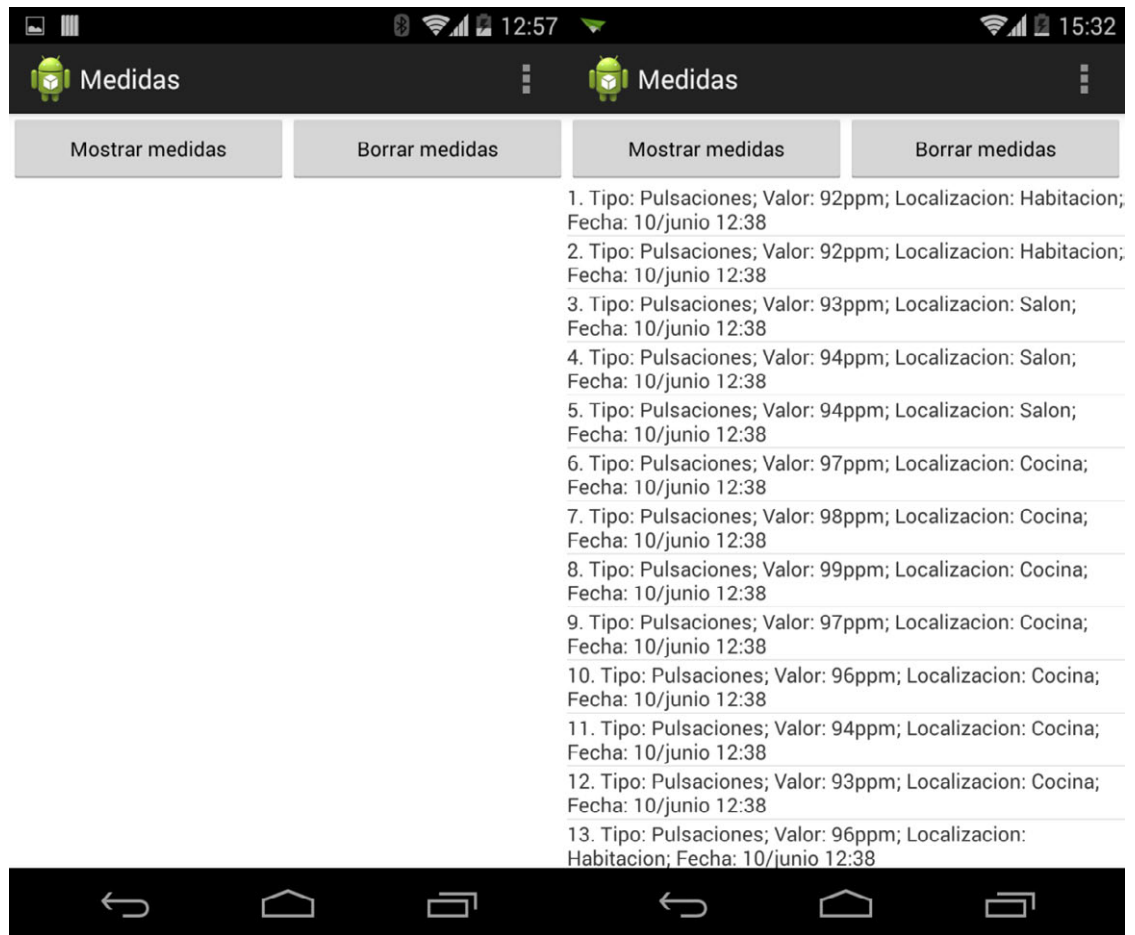 12:57
Medidas
Mostrar medidas
Borrar medidas
15:32
Medidas
Mostrar medidas
Borrar medidas
1. Tipo: Pulsaciones; Valor: 92ppm; Localizacion: Habitacion;
Fecha: 10/junio 12:38
2. Tipo: Pulsaciones; Valor: 92ppm; Localizacion: Habitacion;
Fecha: 10/junio 12:38
3. Tipo: Pulsaciones; Valor: 93ppm; Localizacion: Salon;
Fecha: 10/junio 12:38
4. Tipo: Pulsaciones; Valor: 94ppm; Localizacion: Salon;
Fecha: 10/junio 12:38
5. Tipo: Pulsaciones; Valor: 94ppm; Localizacion: Salon;
Fecha: 10/junio 12:38
6. Tipo: Pulsaciones; Valor: 97ppm; Localizacion: Cocina;
Fecha: 10/junio 12:38
7. Tipo: Pulsaciones; Valor: 98ppm; Localizacion: Cocina;
Fecha: 10/junio 12:38
8. Tipo: Pulsaciones; Valor: 99ppm; Localizacion: Cocina;
Fecha: 10/junio 12:38
9. Tipo: Pulsaciones; Valor: 97ppm; Localizacion: Cocina;
Fecha: 10/junio 12:38
10. Tipo: Pulsaciones; Valor: 96ppm; Localizacion: Cocina;
Fecha: 10/junio 12:38
11. Tipo: Pulsaciones; Valor: 94ppm; Localizacion: Cocina;
Fecha: 10/junio 12:38
12. Tipo: Pulsaciones; Valor: 93ppm; Localizacion: Cocina;
Fecha: 10/junio 12:38
13. Tipo: Pulsaciones; Valor: 96ppm; Localizacion:
Habitacion; Fecha: 10/junio 12:38